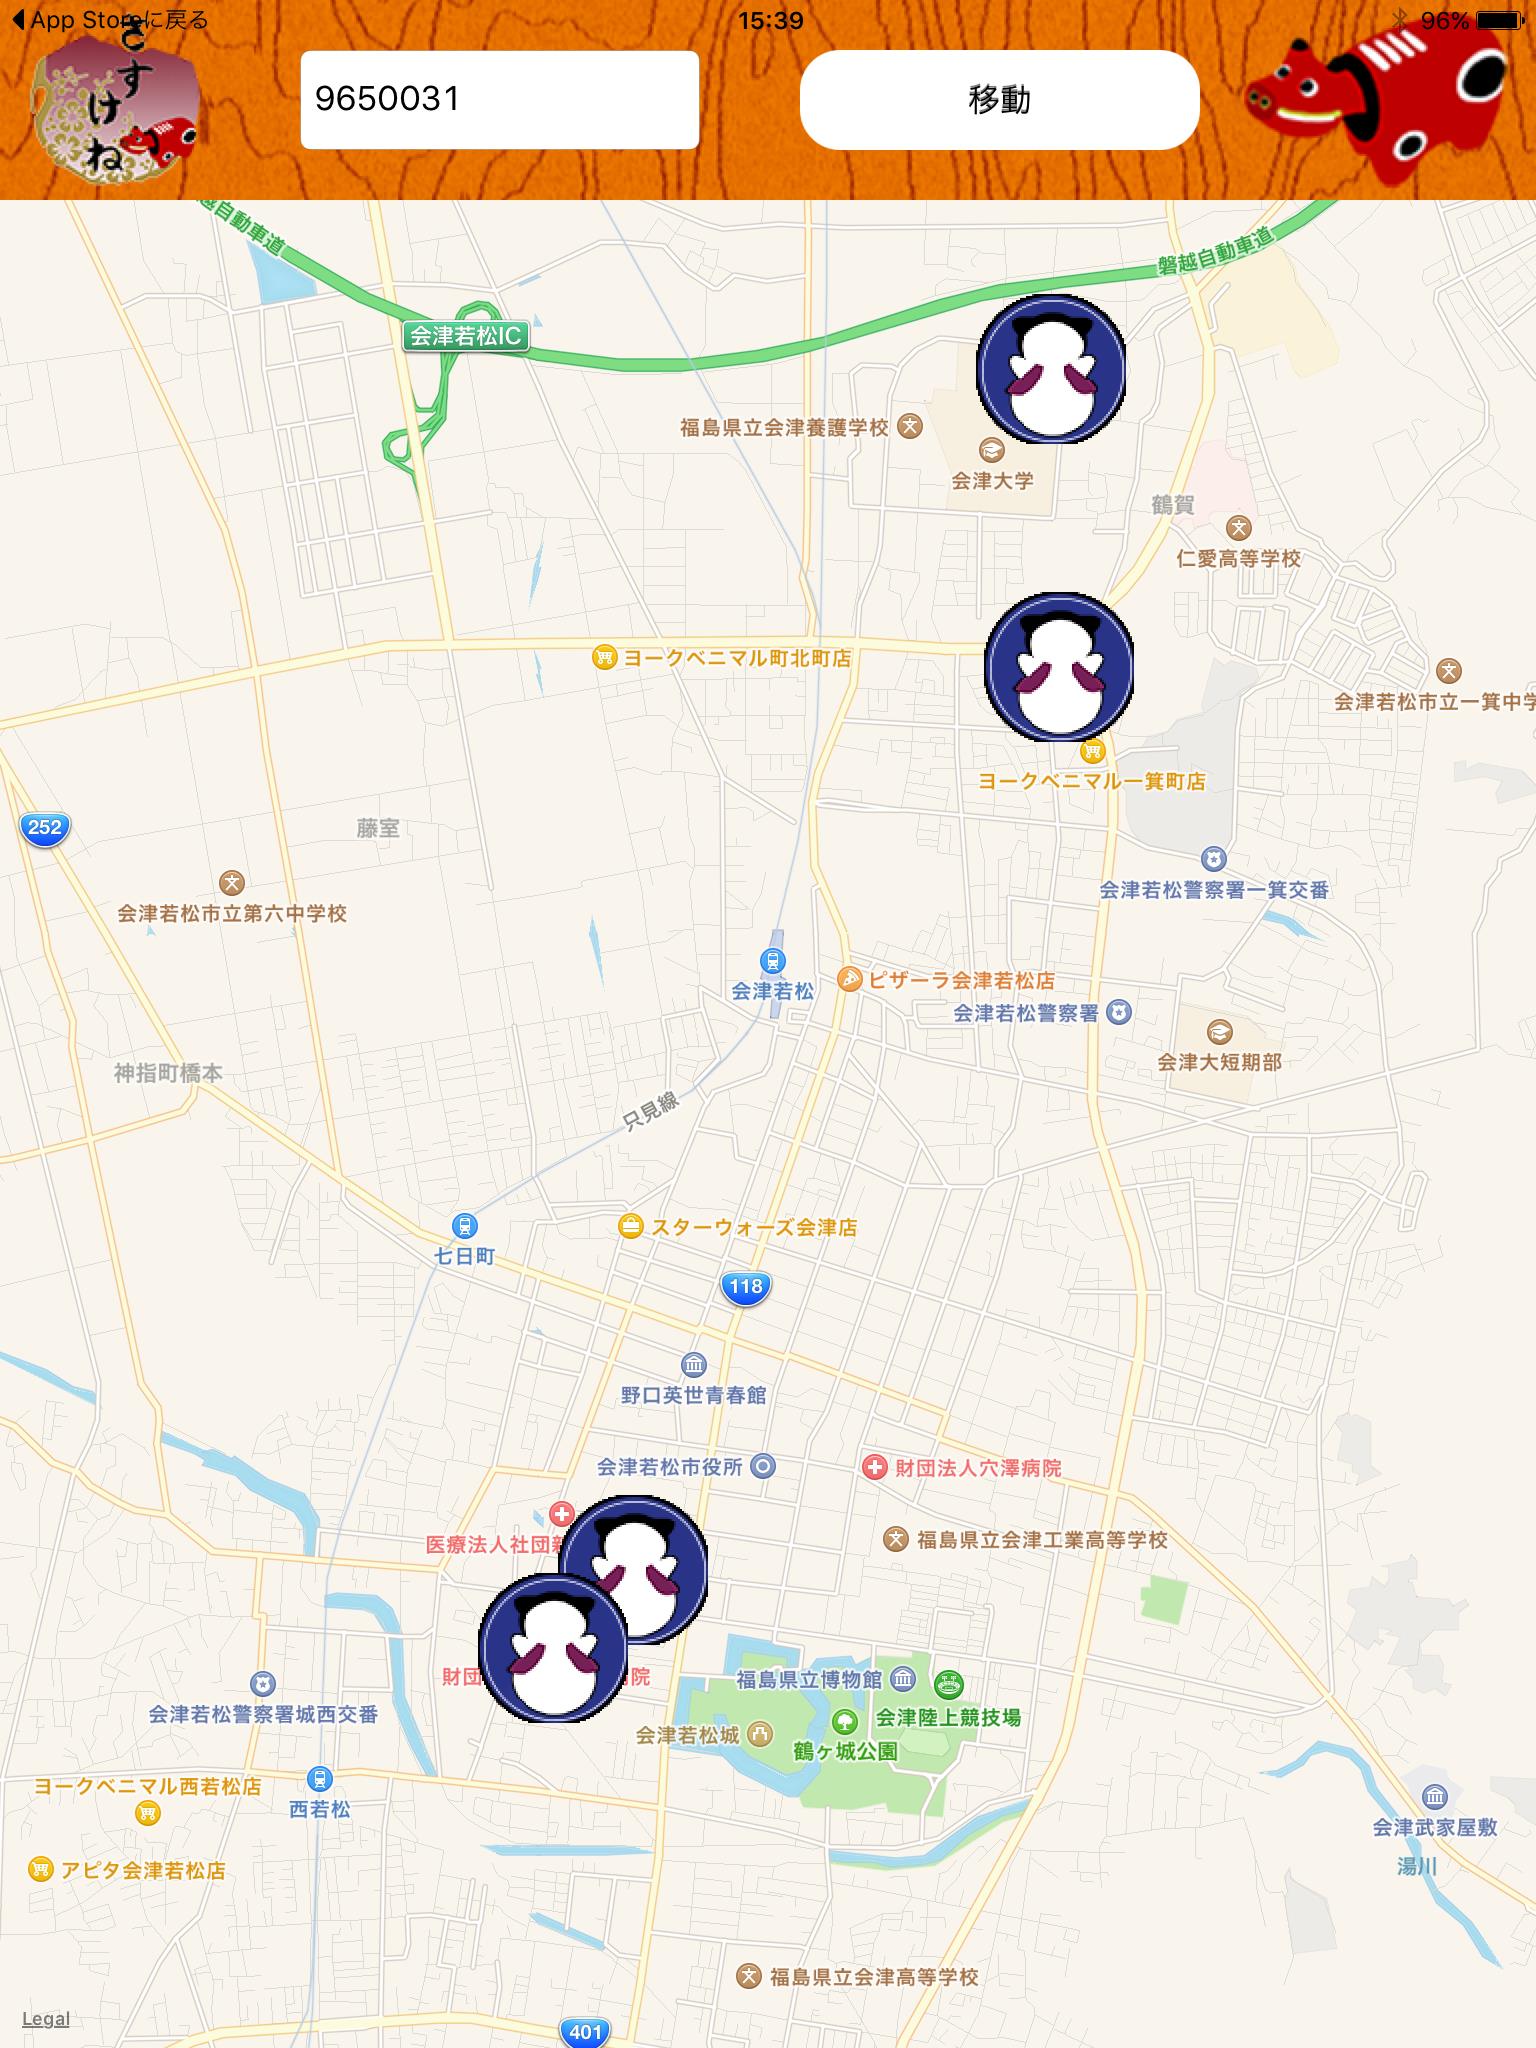 App Storeに戻る
15:39
96%
さすけね
9650031
移動
越自動車道
磐越自動車道
会津若松IC
福島県立会津養護学校
会津大学
鶴賀
仁愛高等学校
ヨークベニマル町北町店
会津若松市立一箕中学
ヨークベニマル一箕町店
252
藤室
会津若松警察署一箕交番
会津若松市立第六中学校
会津若松
ピザーラ会津若松店
会津若松警察署
会津大短期部
神指町橋本
只見線
七日町
スターウォーズ会津店
118
野口英世青春館
会津若松市役所
財団法人穴澤病院
医療法人社団
福島県立会津工業高等学校
財団
院
福島県立博物館
会津若松警察署城西交番
会津陸上競技場
会津若松城
鶴ヶ城公園
ヨークベニマル西若松店
西若松
会津武家屋敷
湯川
アピタ会津若松店
福島県立会津高等学校
Legal
401